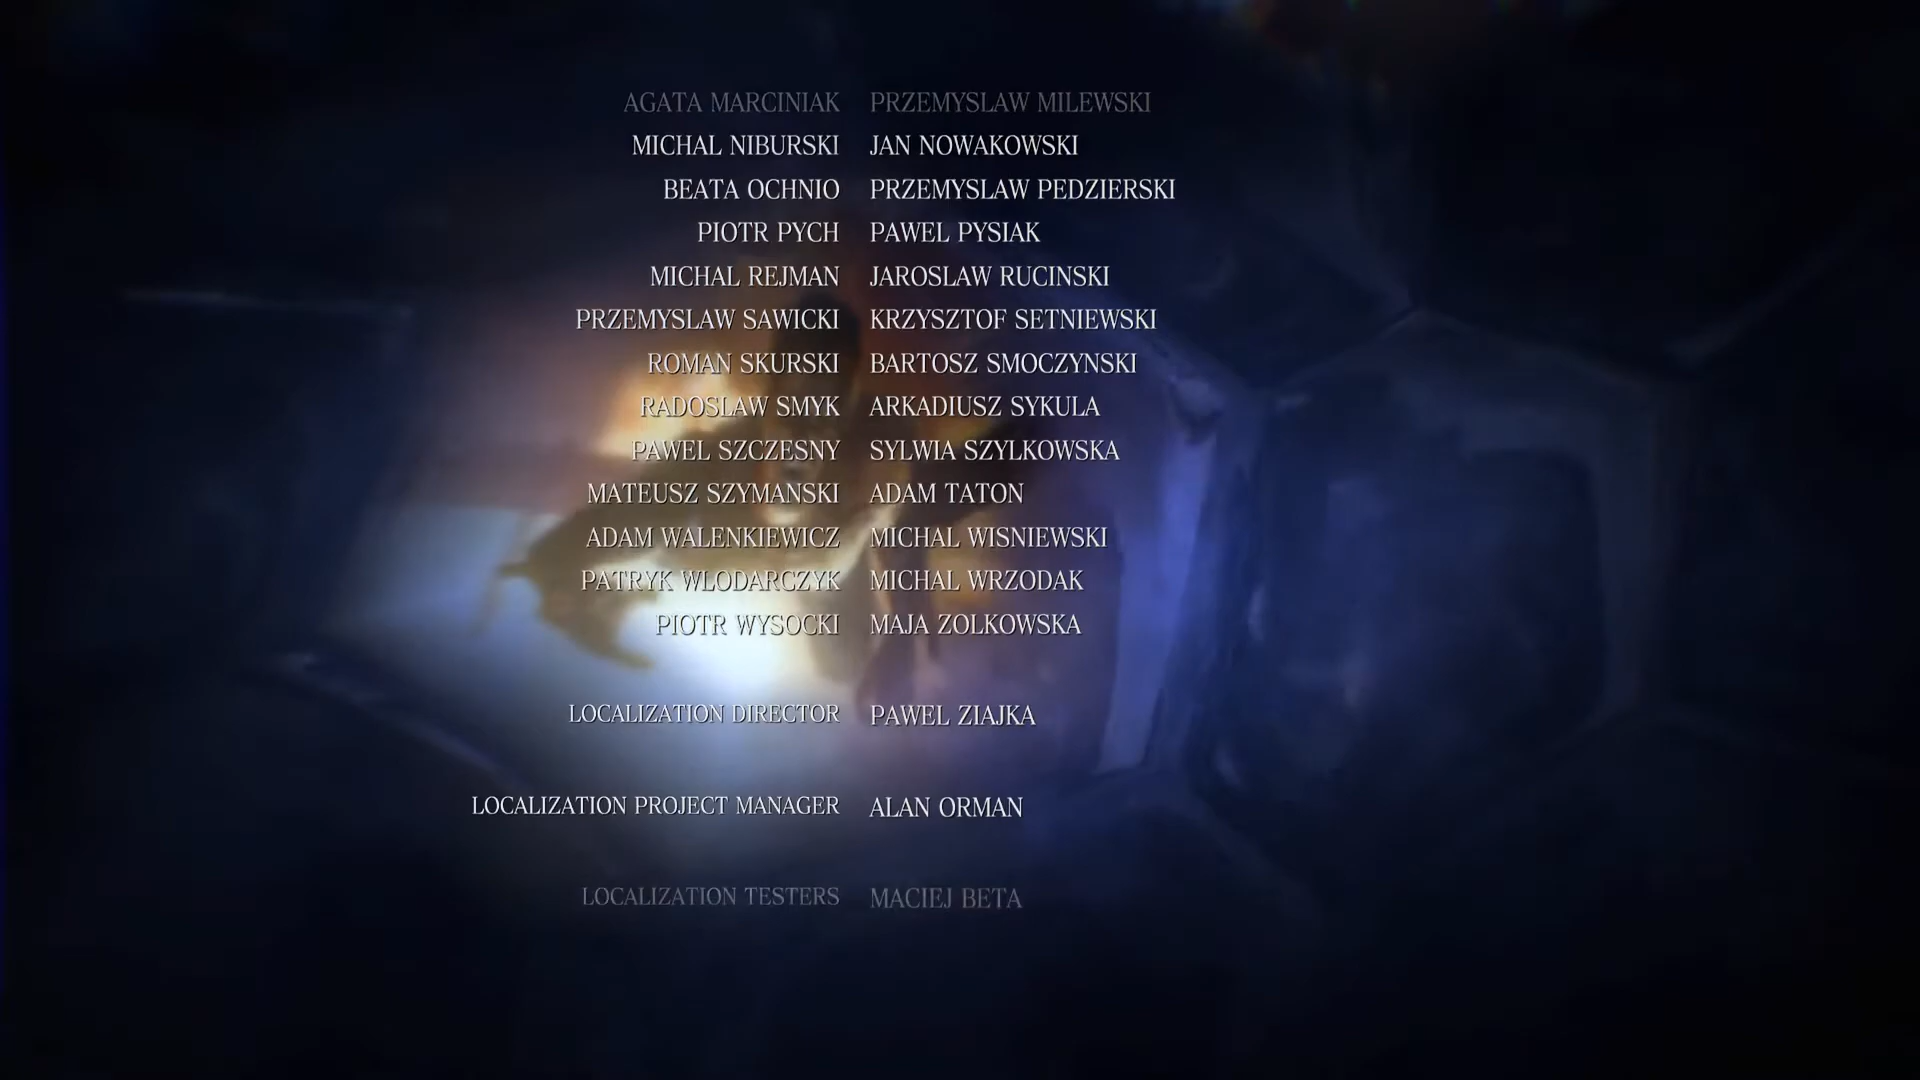 AGATA MARCINIAK PRZEMYSLAW MILEWSKI
MICHAL NIBURSKI JAN NOWAKOWSKI
BEATA OCHNIO PRZEMYSLAW PEDZIERSKI
PIOTR PYCH PAWEL PYSIAK
MICHAL REJMAN JAROSLAW RUCINSKI
PRZEMYSLAW SAWICKI KRZYSZTOF SETNIEWSKI
ROMAN SKURSKI BARTOSZ SMOCZYNSKI
RADOSLAW SMYK ARKADIUSZ SYKULA
PAWEL SZCZESNY SYLWIA SZYLKOWSKA
MATEUSZ SZYMANSKI ADAM TATON
ADAM WALENKIEWICZ MICHAL WISNIEWSKI
PATRYK WLODARCZYK MICHAL WRZODAK
PIOTR WYSOCKI MAJA ZOLKOWSKA
LOCALIZATION DIRECTOR PAWEL ZIAJKA
LOCALIZATION PROJECT MANAGER ALAN ORMAN
LOCALIZATION TESTERS MACIEJ BETA